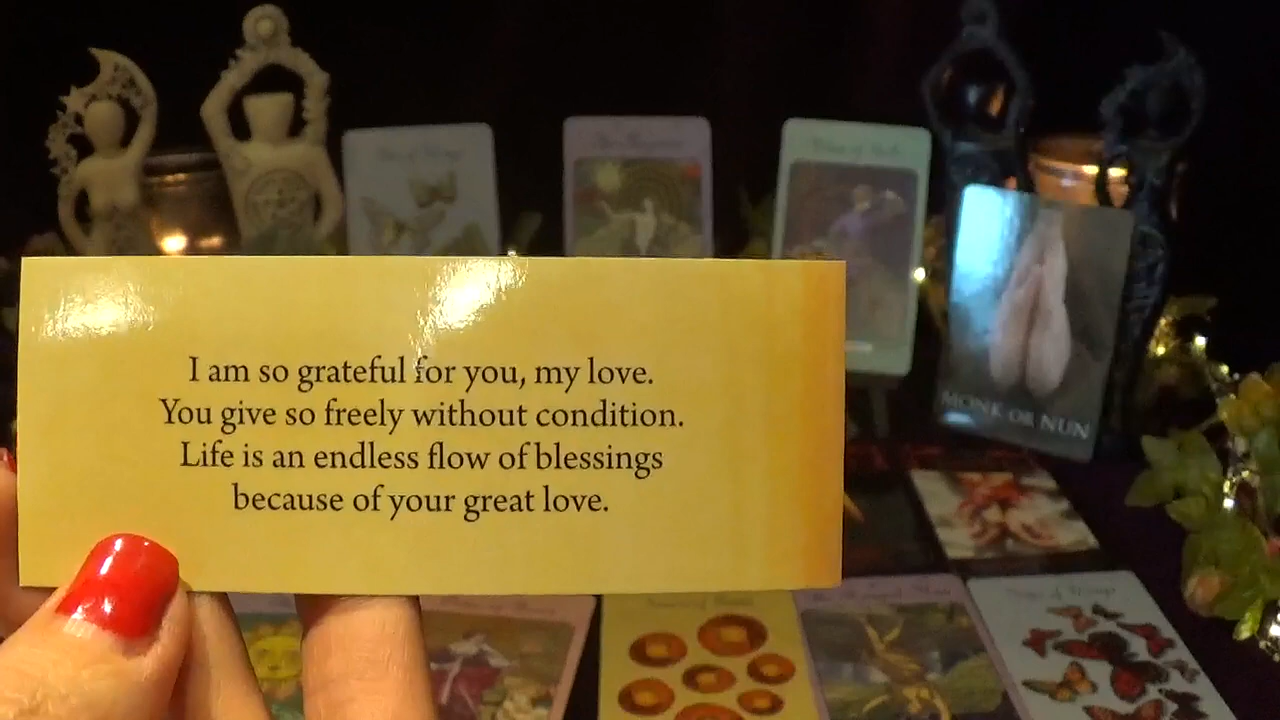 I am so grateful for you, my love.
You give so freely without condition.
Life is an endless flow of blessings
because of your great love.
MONK OR NUN